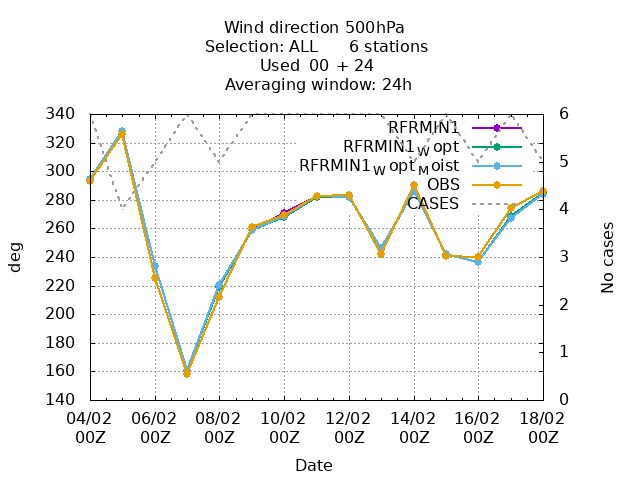 Wind direction 500hPa
Selection: ALL 6 stations
Used 00 + 24
Averaging window: 24h
340
320
300
280
260
240
220
200
180
160
140
6
5
4
3
2
1
0
RFRMIN1
RFRMIN1_W opt
RFRMIN1_W opt_M oist
OBS
CASES
deg
No cases
04/02 06/02 08/02 10/02 12/02 14/02 16/02 18/02
00Z 00Z 00Z 00Z 00Z 00Z 00Z 00Z
Date